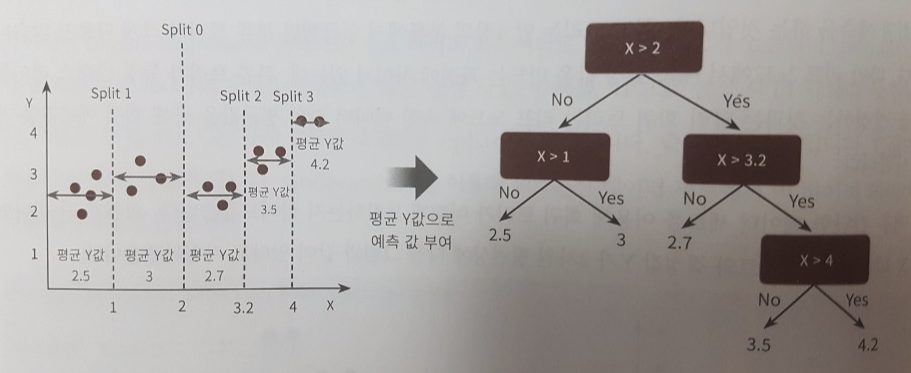 Split 0
Split 1
Split 2 Split 3
Y
4
3
2
1
평균 Y값
2.5
평균 Y값
3
평균 Y값
2.7
평균 Y값
3.5
평균 Y값
4.2
1 2 3.2 4 X
평균 Y값으로
예측 값 부여
X > 2
No Yes
X > 1 X > 3.2
No Yes No Yes
2.5 3 2.7
X > 4
No Yes
3.5 4.2